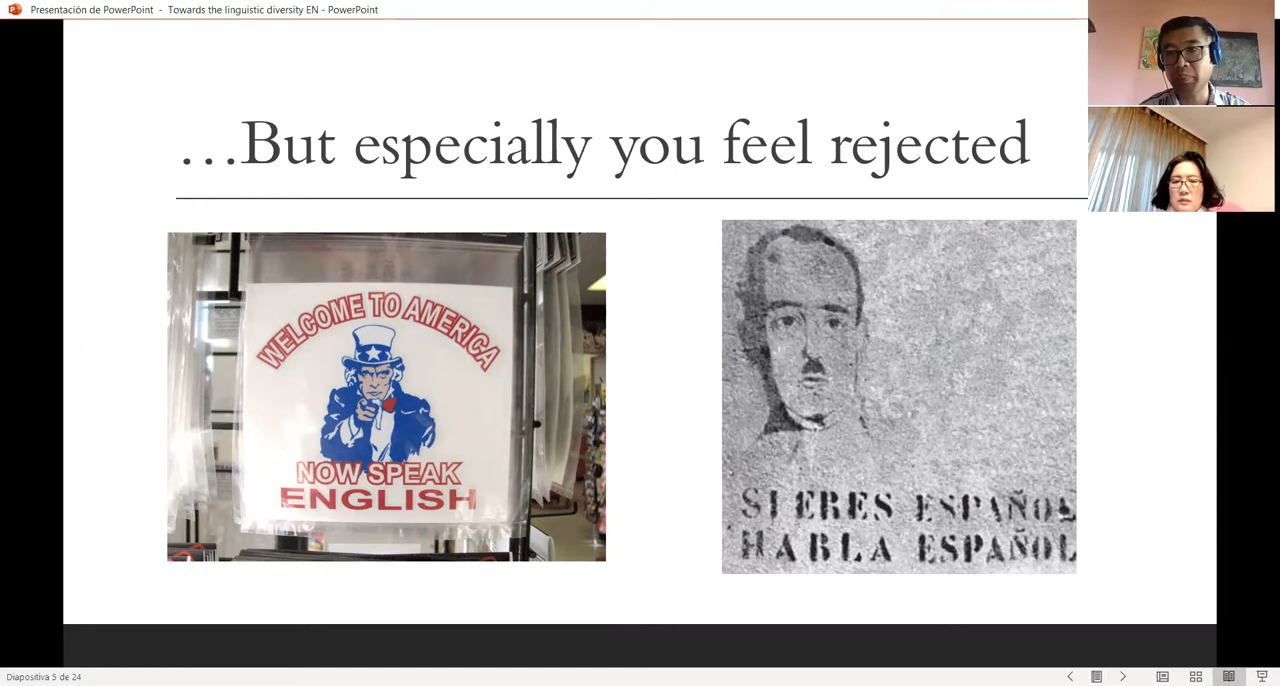 Presentación de PowerPoint - Towards the linguistic diversity EN - PowerPoint
...But especially you feel rejected
WELCOME TO AMERICA
NOW SPEAK
ENGLISH
SI ERES ESPAÑOL
HABLA ESPAÑOL
Diapositiva 5 de 24